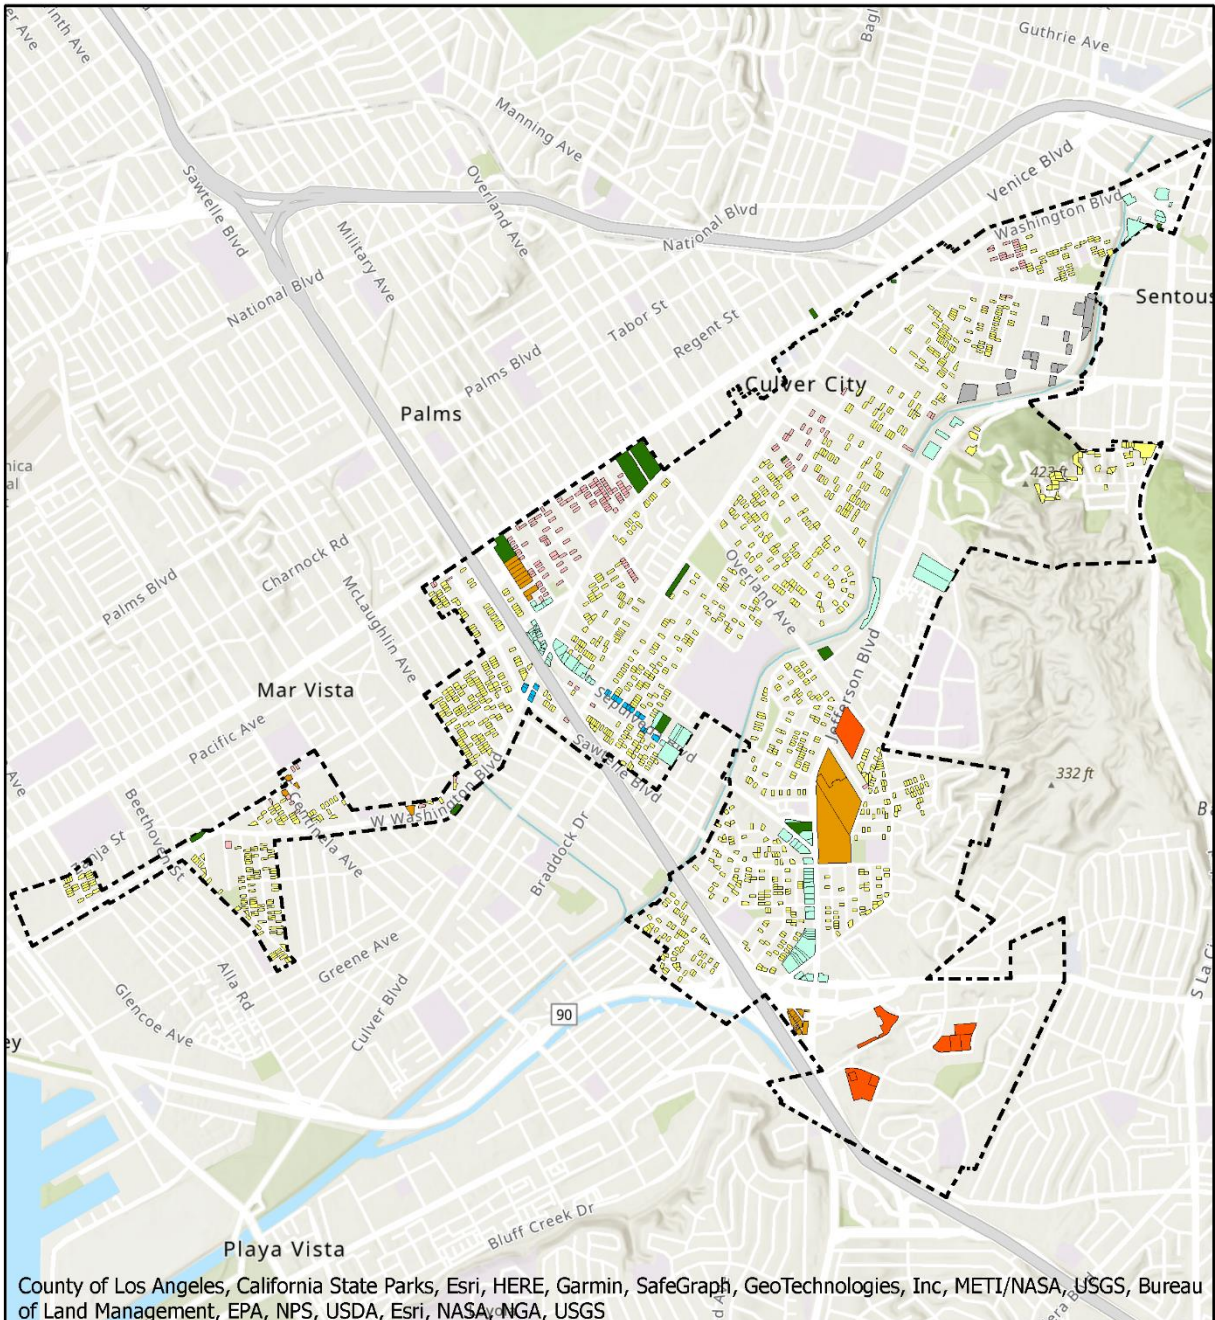 Guthrie Ave
Manning Ave
Sawtelle Blvd
Overland Ave
Venice Blvd
Washington Blvd
National Blvd
Military Ave
National Blvd
Sentous
Tabor St
Regent St
Palms Blvd
Culver City
Palms
423 ft
Charnock Rd
Palms Blvd
McLaughlin Ave
Overland Ave
Jefferson Blvd
Mar Vista
Pacific Ave
Sawtelle Blvd
332 ft
W Washington Blvd
Centinela Ave
Beethoven St
Braddock Dr
Greene Ave
Alla Rd
Culver Blvd
Glencoe Ave
90
S La Ci
Bluff Creek Dr
Playa Vista
County of Los Angeles, California State Parks, Esri, HERE, Garmin, SafeGraph, GeoTechnologies, Inc, METI/NASA, USGS, Bureau
of Land Management, EPA, NPS, USDA, Esri, NASA, NGA, USGS